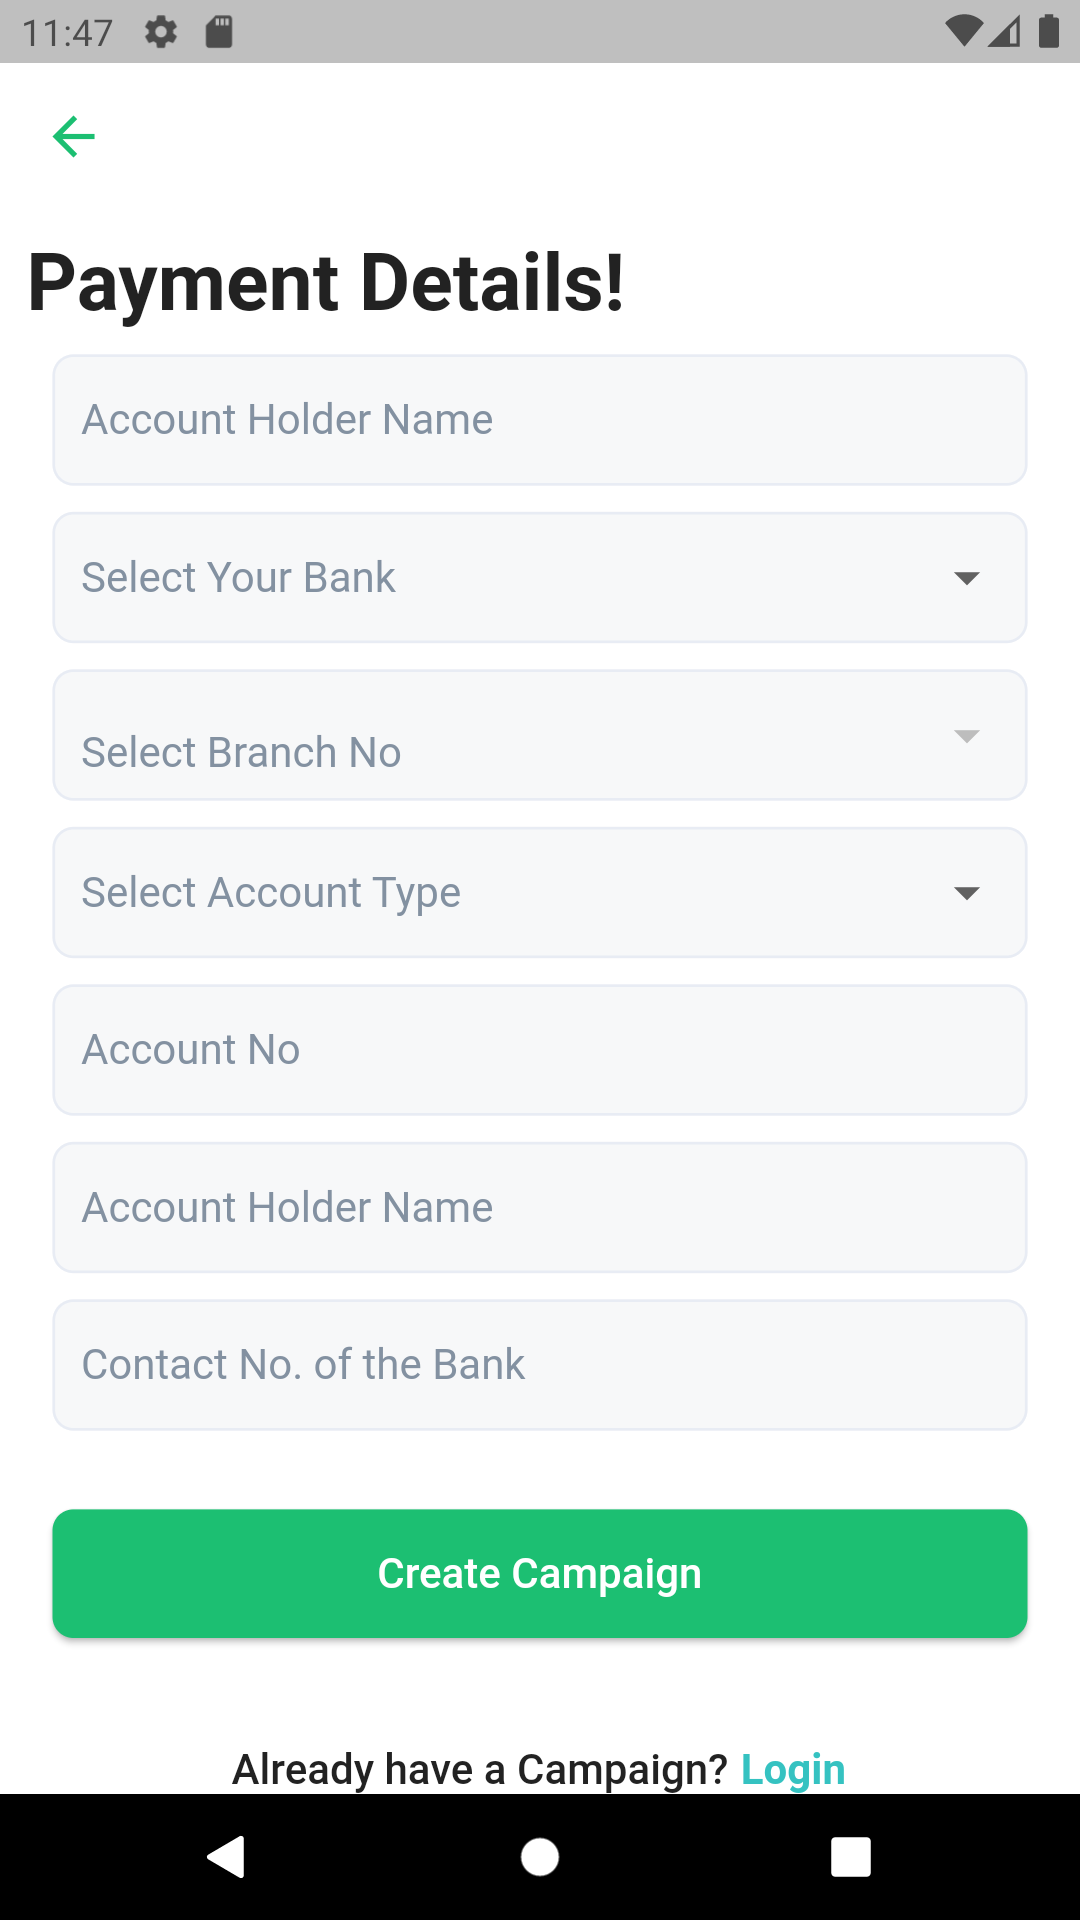 11:47
Payment Details!
Account Holder Name
Select Your Bank
Select Branch No
Select Account Type
Account No
Account Holder Name
Contact No. of the Bank
Create Campaign
Already have a Campaign? Login